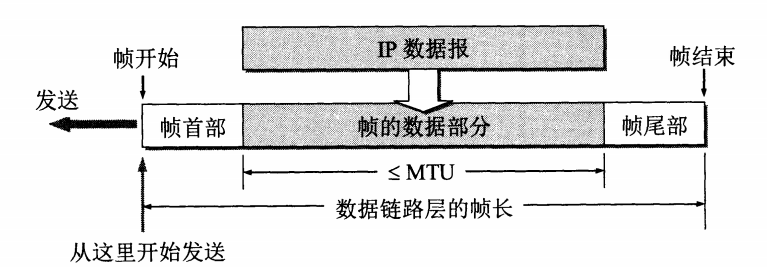 IP 数据报
帧开始
帧结束
发送
帧首部
帧的数据部分
帧尾部
≤ MTU
数据链路层的帧长
从这里开始发送